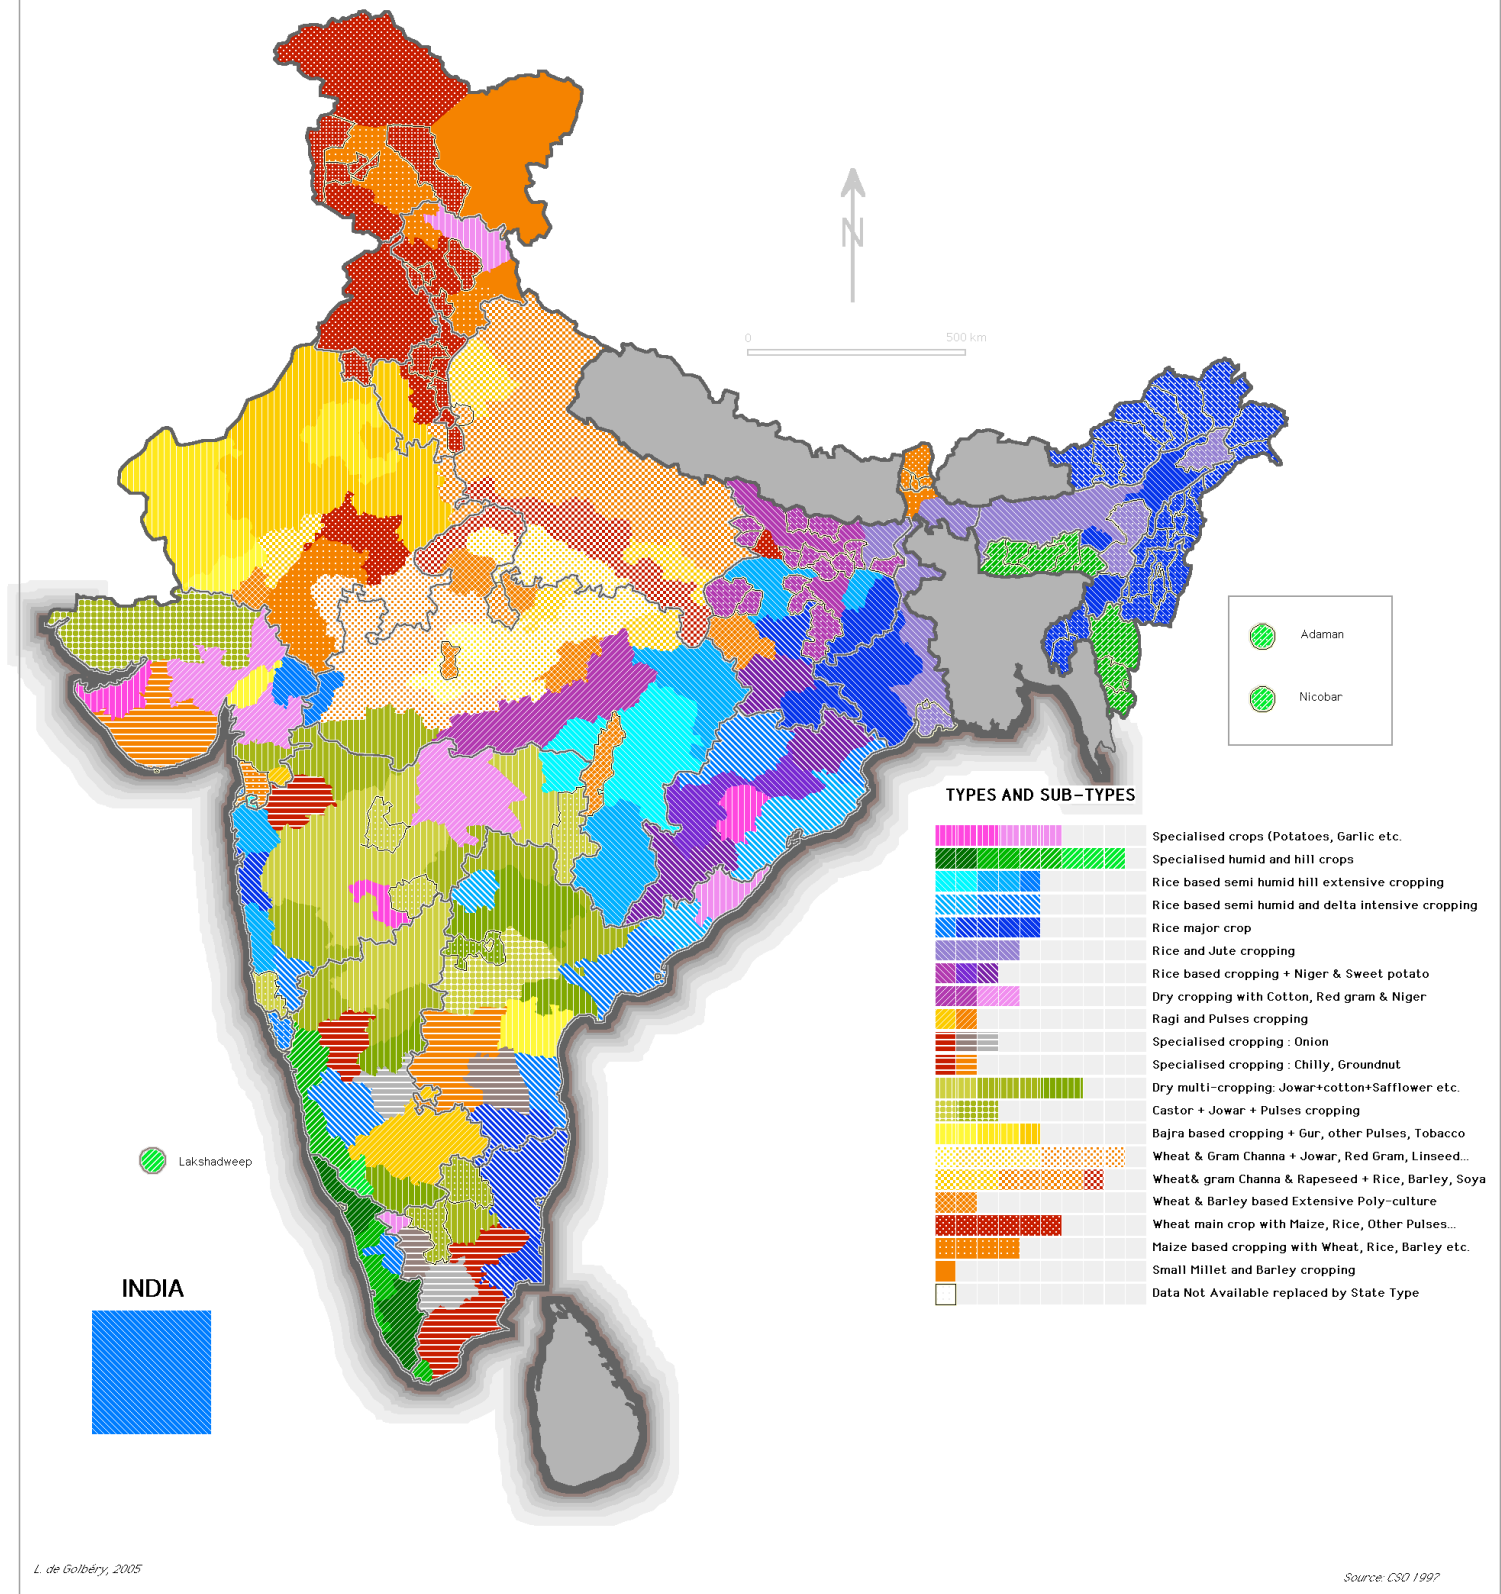 N
0 500 km
Adaman
Nicobar
TYPES AND SUB-TYPES
Specialised crops (Potatoes, Garlic etc.
Specialised humid and hill crops
Rice based semi humid hill extensive cropping
Rice based semi humid and delta intensive cropping
Rice major crop
Rice and Jute cropping
Rice based cropping + Niger & Sweet potato
Dry cropping with Cotton, Red gram & Niger
Ragi and Pulses cropping
Specialised cropping : Onion
Specialised cropping : Chilly, Groundnut
Dry multi-cropping: Jowar+cotton+Safflower etc.
Castor + Jowar + Pulses cropping
Bajra based cropping + Gur, other Pulses, Tobacco
Wheat & Gram Channa + Jowar, Red Gram, Linseed...
Wheat& gram Channa & Rapeseed + Rice, Barley, Soya
Wheat & Barley based Extensive Poly-culture
Wheat main crop with Maize, Rice, Other Pulses...
Maize based cropping with Wheat, Rice, Barley etc.
Small Millet and Barley cropping
Data Not Available replaced by State Type
Lakshadweep
INDIA
L. de Golbéry, 2005
Source: CSO 1997